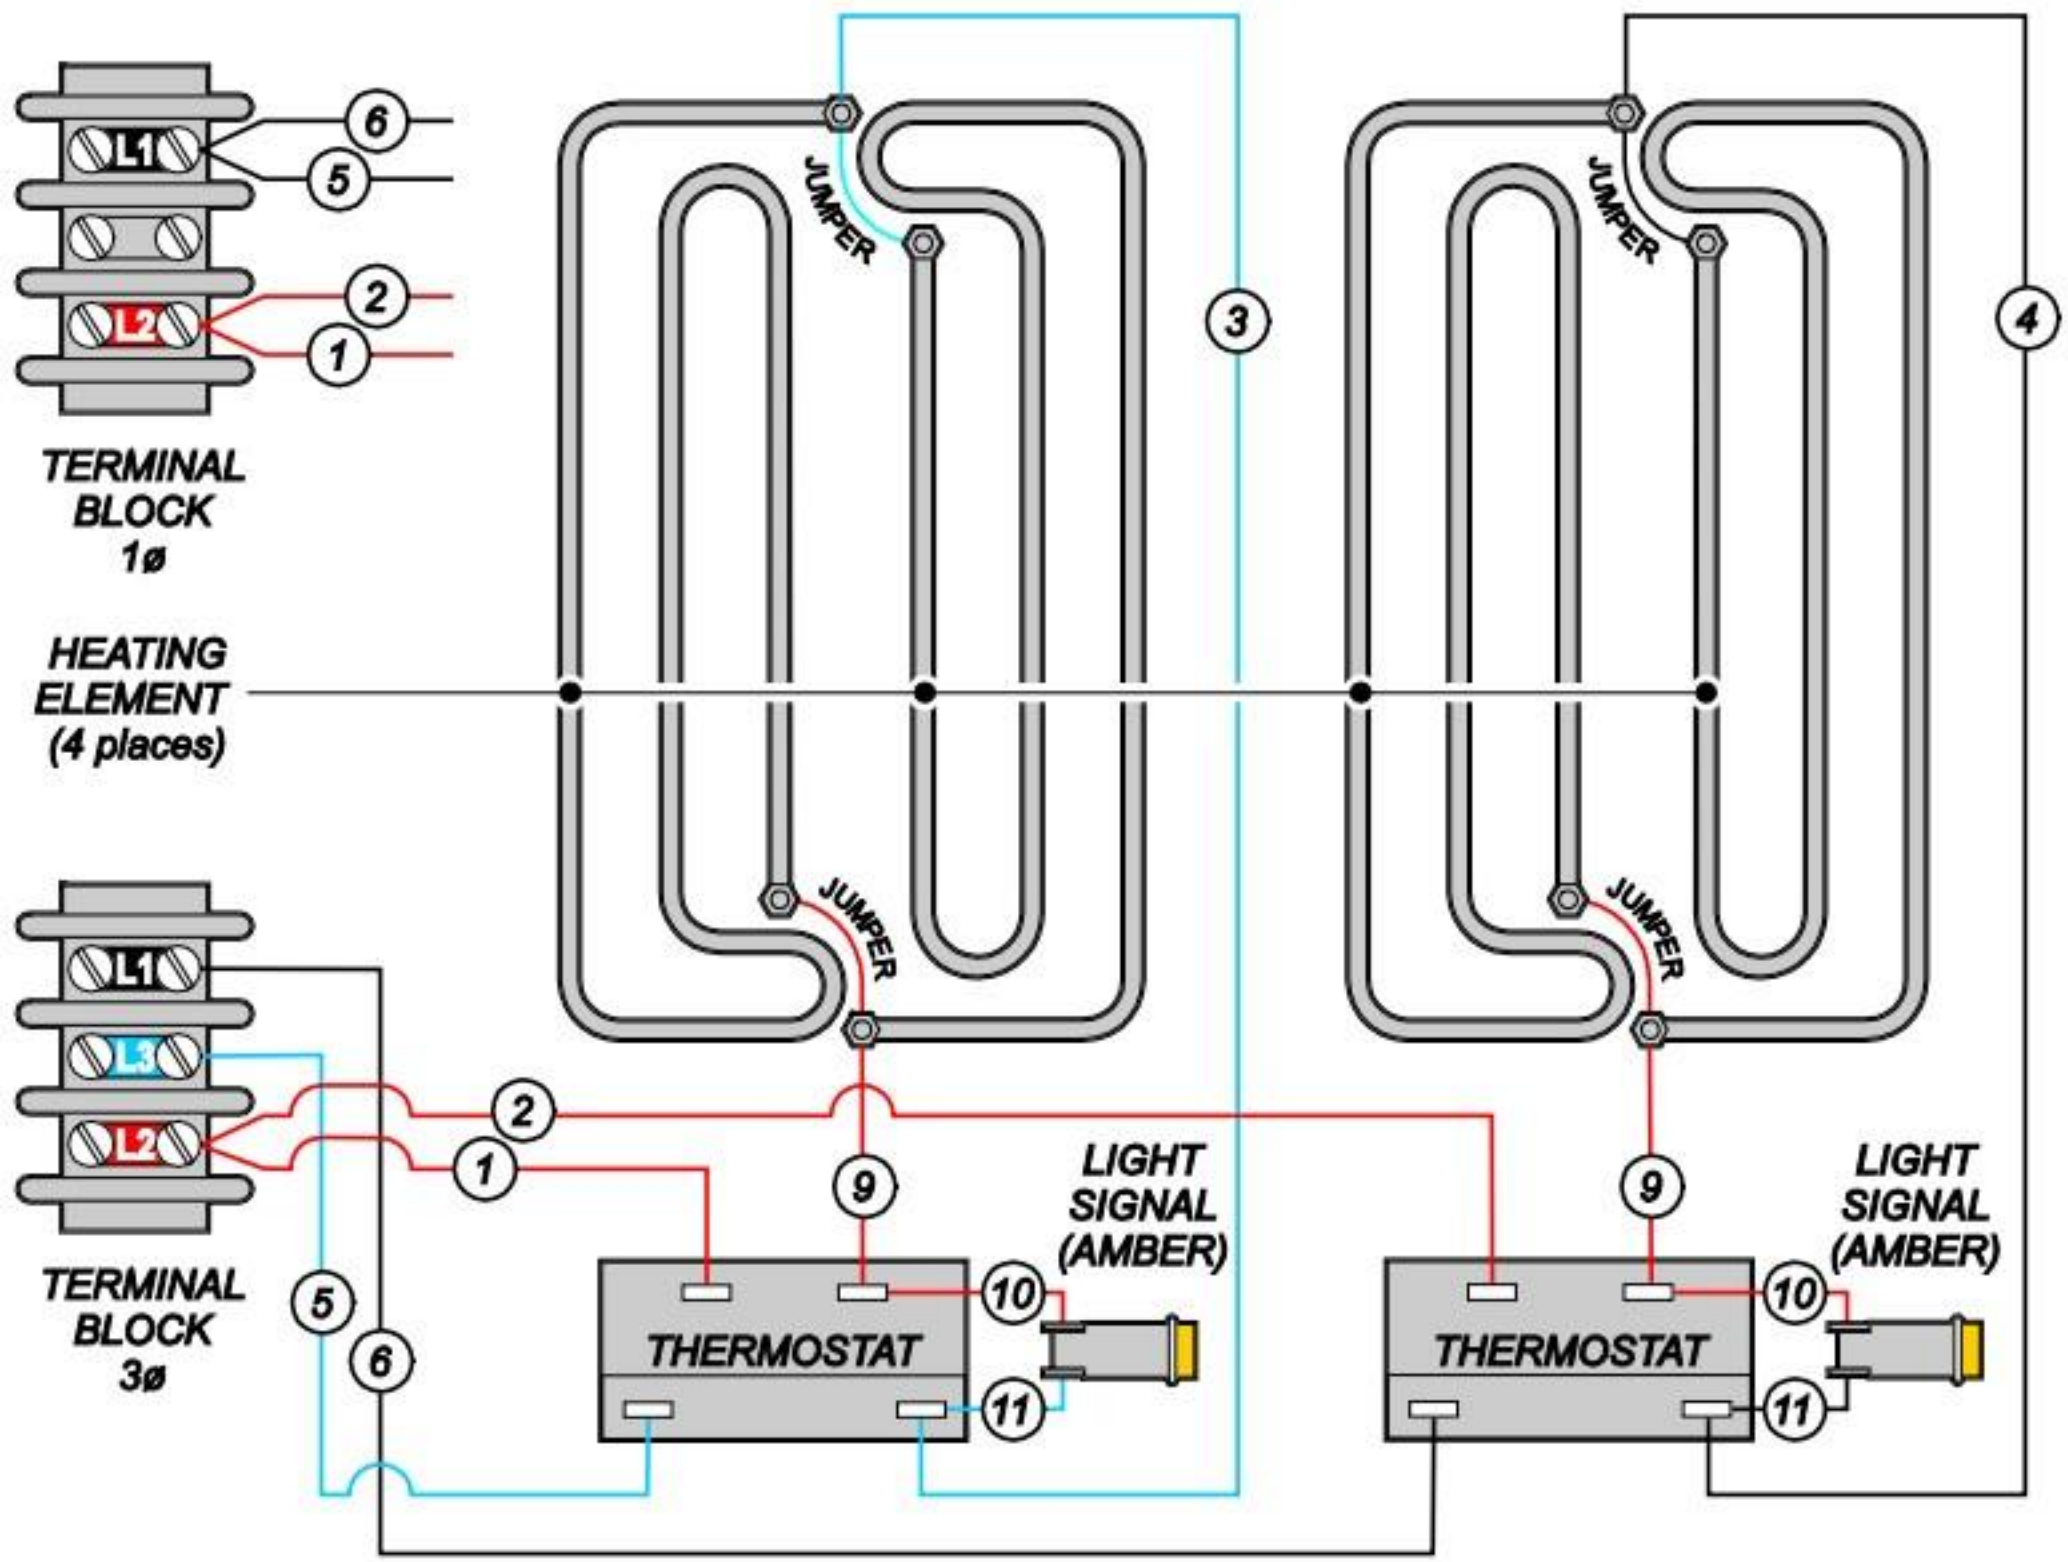 L1
6
5
2
L2
1
TERMINAL
BLOCK
1ø
JUMPER
JUMPER
3
4
HEATING
ELEMENT
(4 places)
JUMPER
JUMPER
L1
L3
L2
2
1
9
9
LIGHT
SIGNAL
(AMBER)
LIGHT
SIGNAL
(AMBER)
TERMINAL
BLOCK
3ø
5
6
10
10
THERMOSTAT
THERMOSTAT
11
11